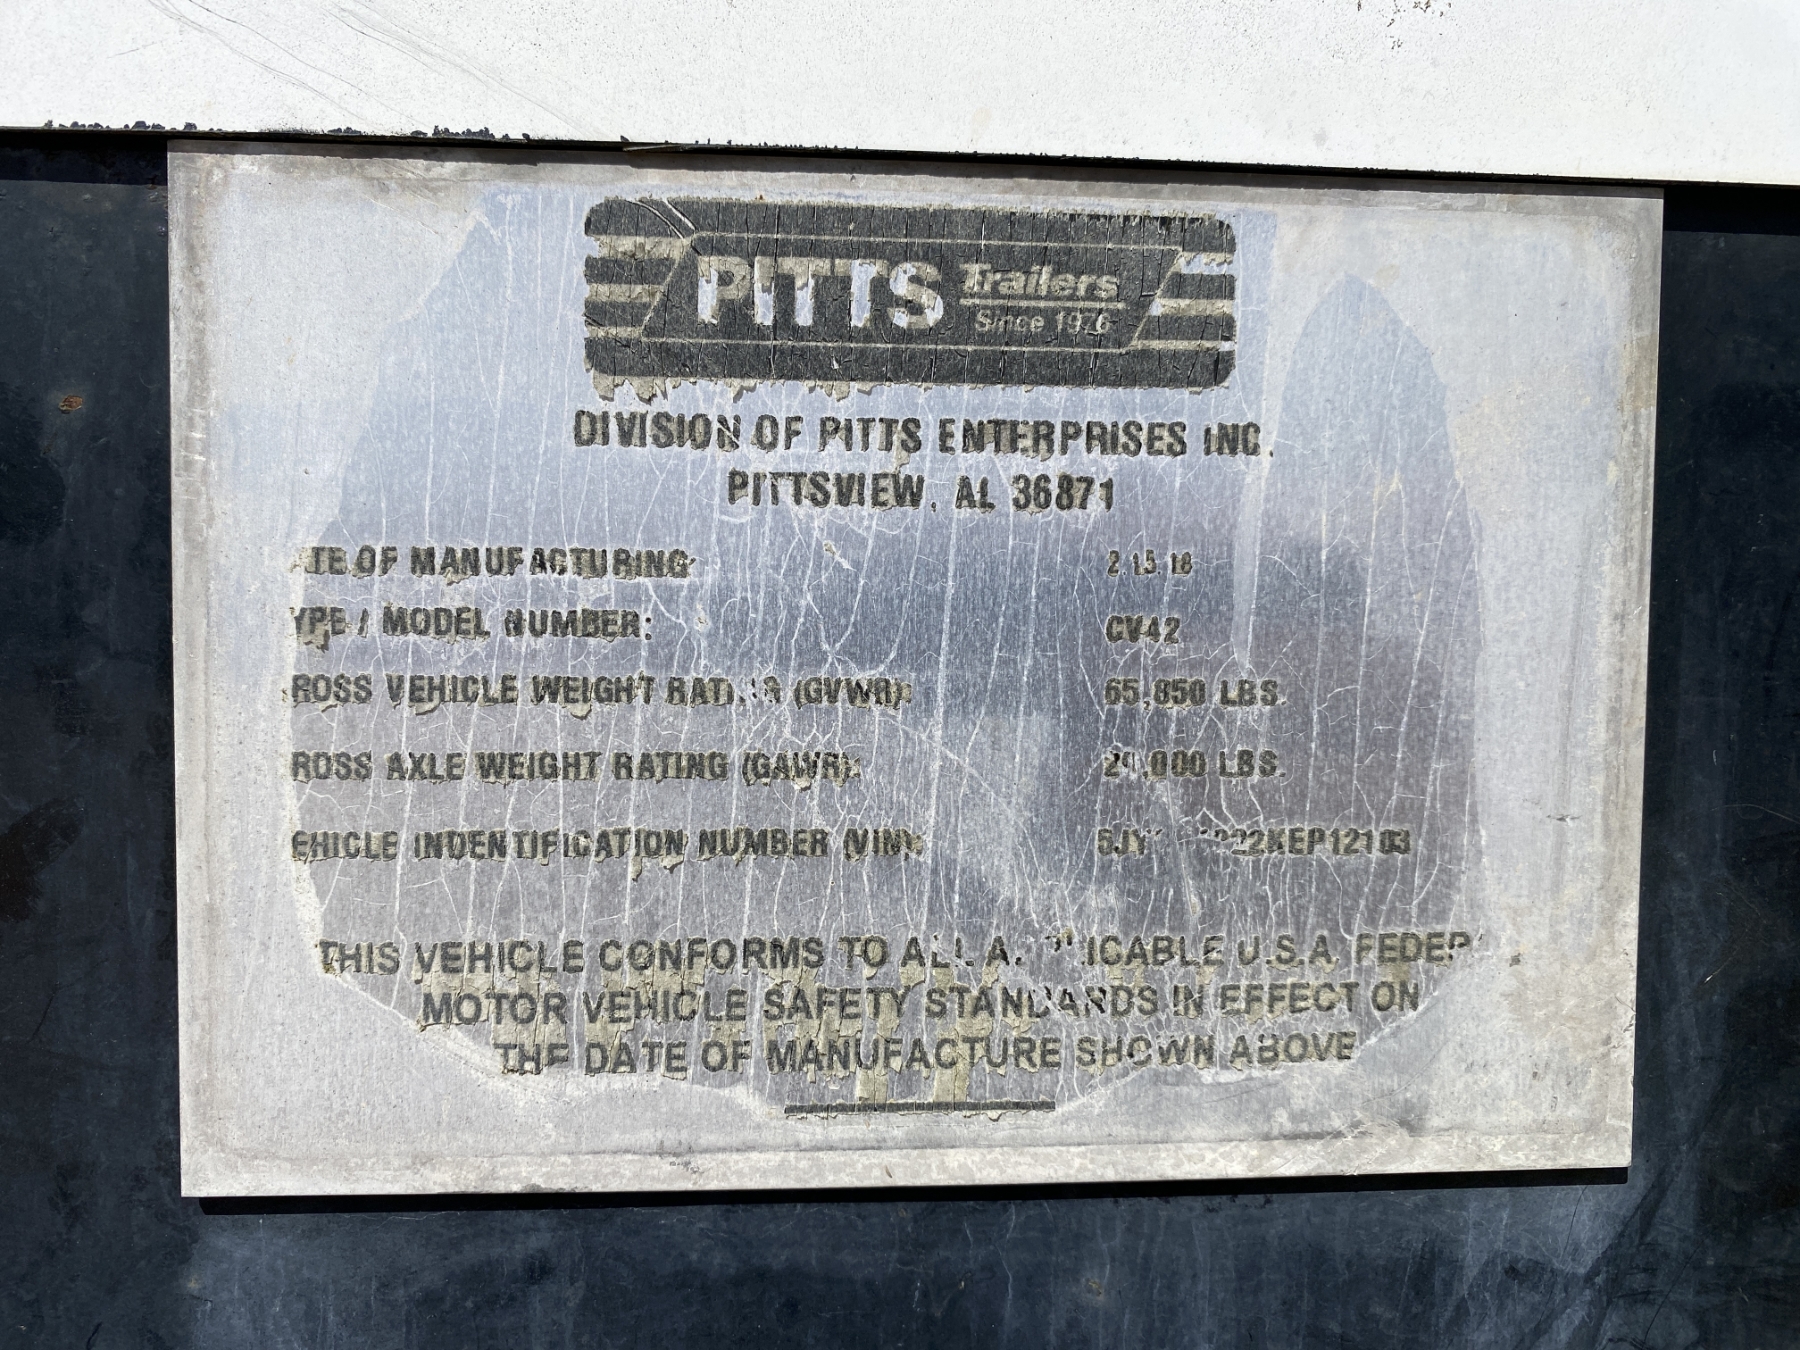 PITTS Trailers
Since 1976
DIVISION OF PITTS ENTERPRISES INC.
PITTSVIEW, AL 36871
OF MANUFACTURING 2.15.18
/ MODEL NUMBER: CV42
ROSS VEHICLE WEIGHT (GVWR): 65,850 LBS.
ROSS AXLE WEIGHT RATING (GAWR): LBS.
EHICLE INDENTIFICATION NUMBER (VIN):
THIS VEHICLE CONFORMS TO ALL U.S.A.
MOTOR VEHICLE SAFETY STANDARDS IN EFFECT ON
THE DATE OF MANUFACTURE SHOWN ABOVE